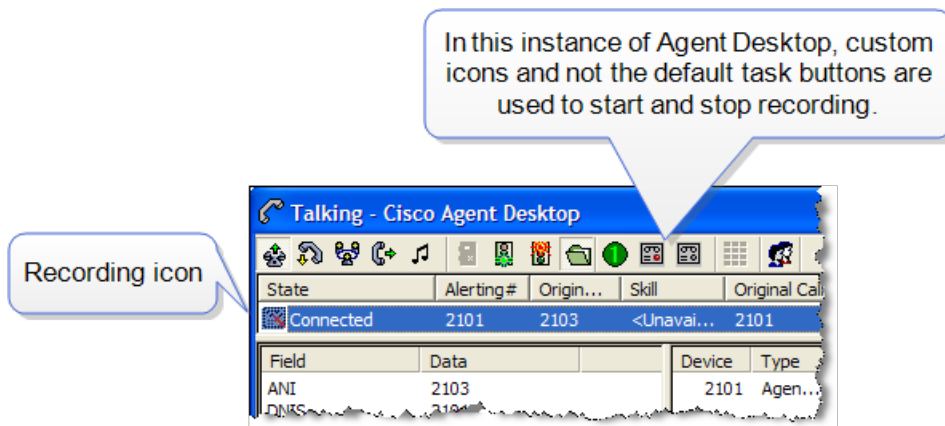 In this instance of Agent Desktop, custom
icons and not the default task buttons are
used to start and stop recording.
Talking - Cisco Agent Desktop
1
Recording icon
State Alerting# Origin... Skill Original Cal
Connected 2101 2103 <Unavai... 2101
Field Data Device Type
ANI 2103 2101 Agen...
DNIS